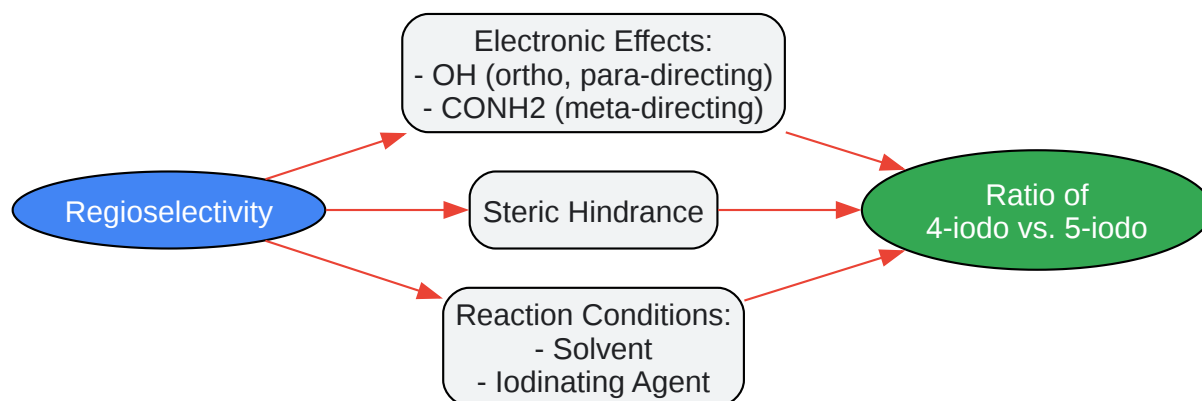 Electronic Effects:
- OH (ortho, para-directing)
- CONH2 (meta-directing)
Regioselectivity
Steric Hindrance
Ratio of
4-iodo vs. 5-iodo
Reaction Conditions:
- Solvent
- Iodinating Agent